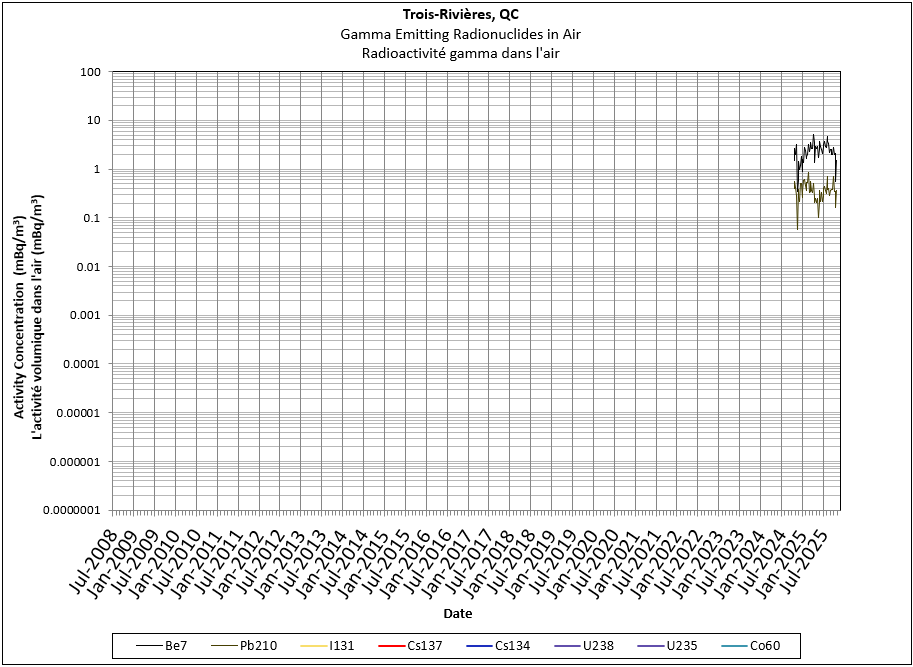 Trois-Rivières, QC
Gamma Emitting Radionuclides in Air
Radioactivité gamma dans l'air
Activity Concentration (mBq/m³)
L'activité volumique dans l'air (mBq/m³)
100
10
1
0.1
0.01
0.001
0.0001
0.00001
0.000001
0.0000001
Jul-2008
Jan-2009
Jul-2009
Jan-2010
Jul-2010
Jan-2011
Jul-2011
Jan-2012
Jul-2012
Jan-2013
Jul-2013
Jan-2014
Jul-2014
Jan-2015
Jul-2015
Jan-2016
Jul-2016
Jan-2017
Jul-2017
Jan-2018
Jul-2018
Jan-2019
Jul-2019
Jan-2020
Jul-2020
Jan-2021
Jul-2021
Jan-2022
Jul-2022
Jan-2023
Jul-2023
Jan-2024
Jul-2024
Jan-2025
Jul-2025
Date
Be7 Pb210 I131 Cs137 Cs134 U238 U235 Co60